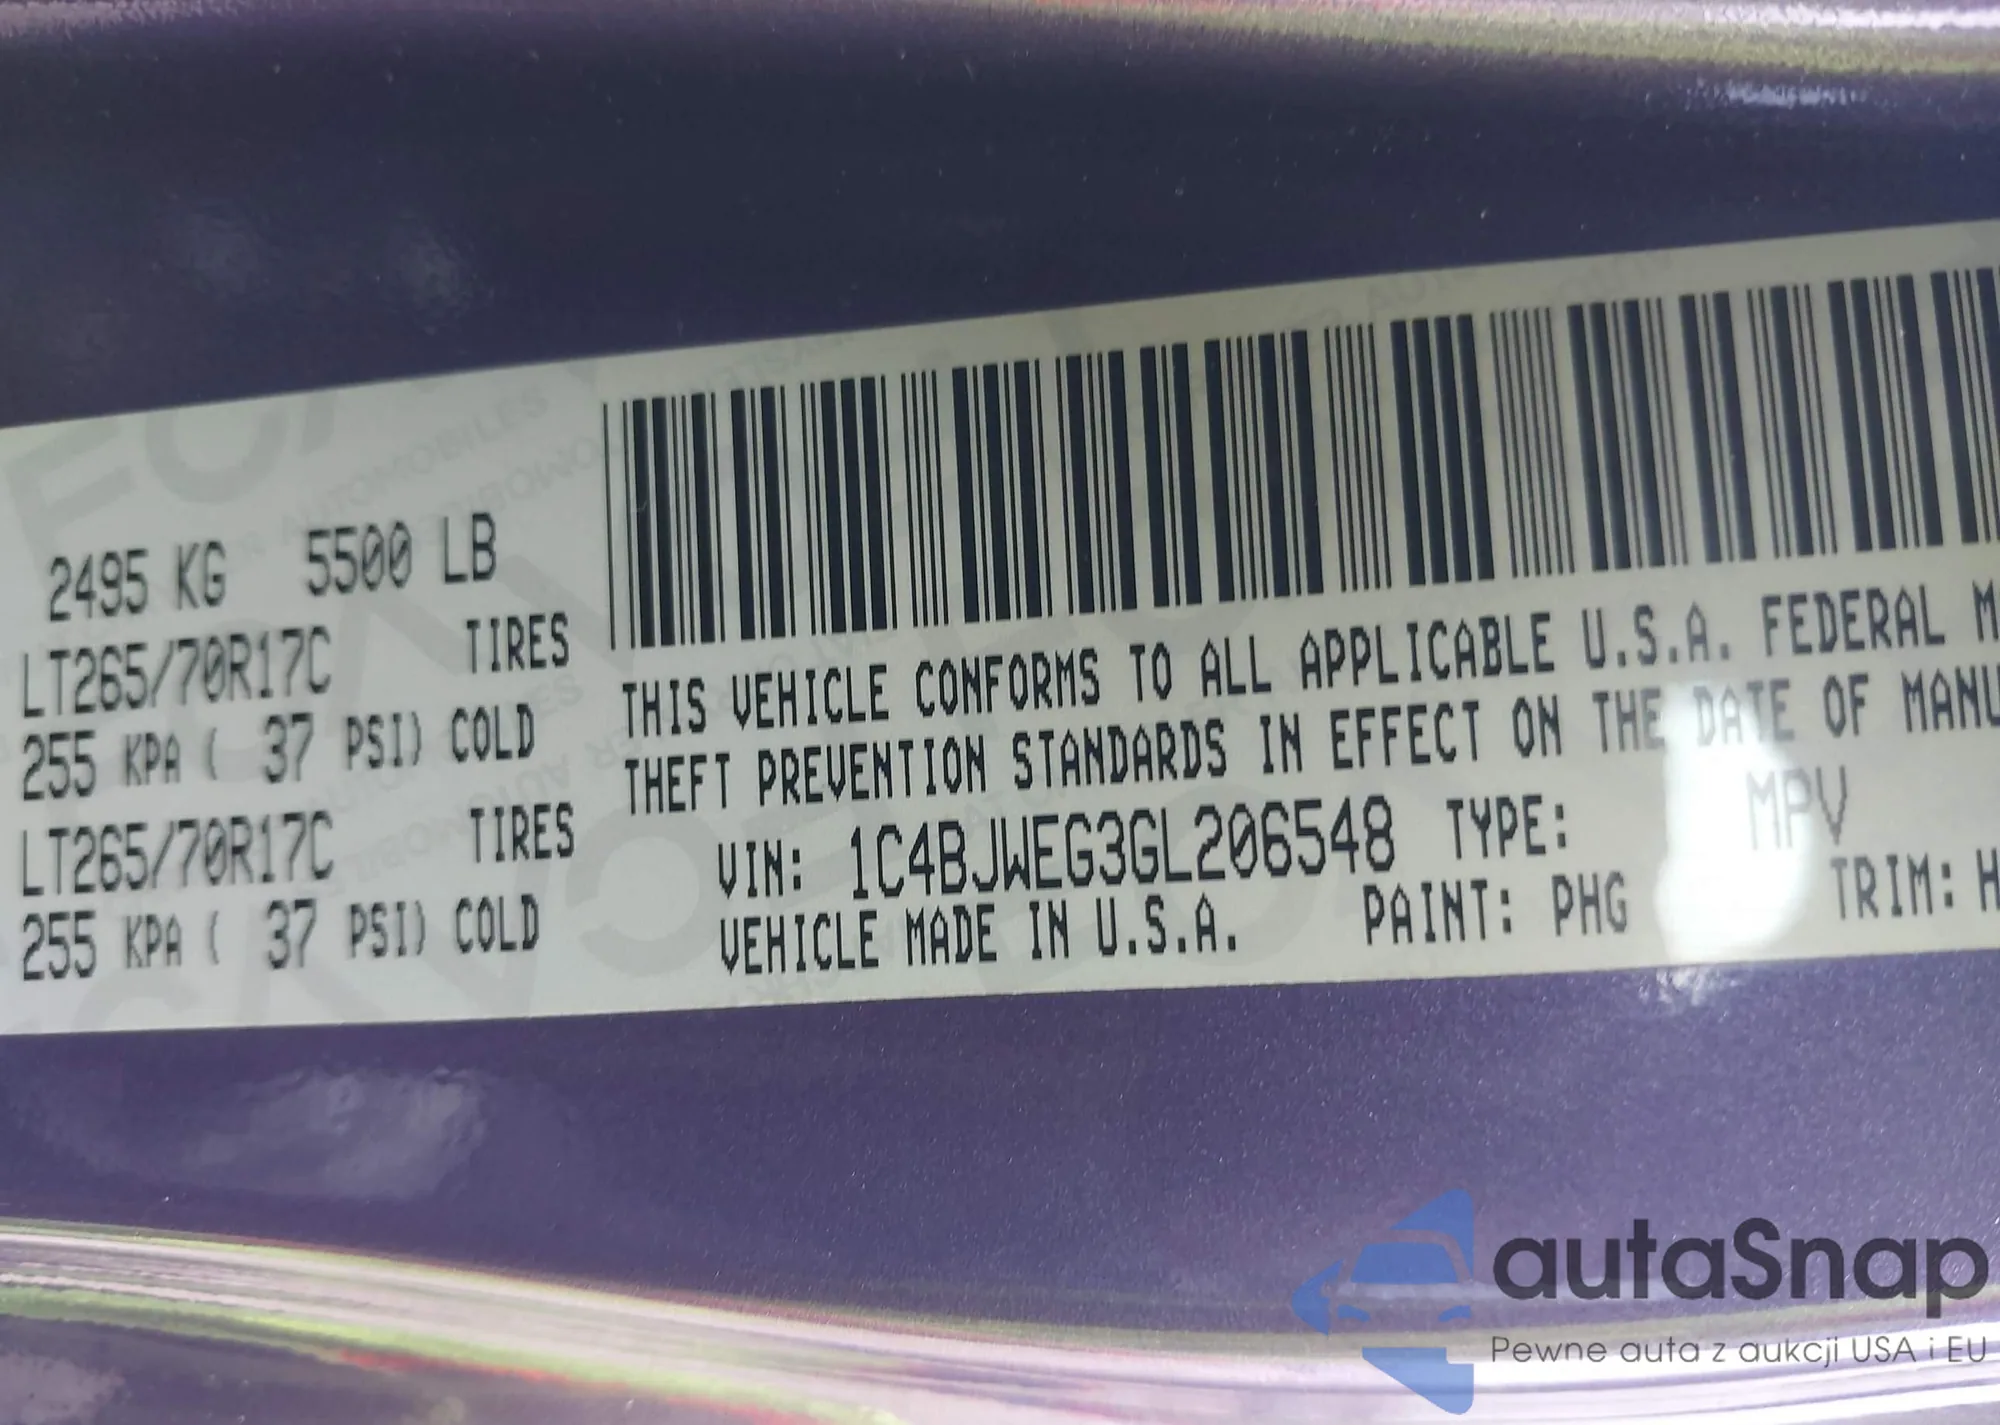 2495 KG 5500 LB
LT265/70R17C TIRES
255 KPA ( 37 PSI) COLD
LT265/70R17C TIRES
255 KPA ( 37 PSI) COLD
THIS VEHICLE CONFORMS TO ALL APPLICABLE U.S.A. FEDERAL M
THEFT PREVENTION STANDARDS IN EFFECT ON THE DATE OF MANU
VIN: 1C4BJWEG3GL206548 TYPE: MPV
VEHICLE MADE IN U.S.A. PAINT: PHG TRIM: H
autaSnap
Pewne auta z aukcji USA i EU